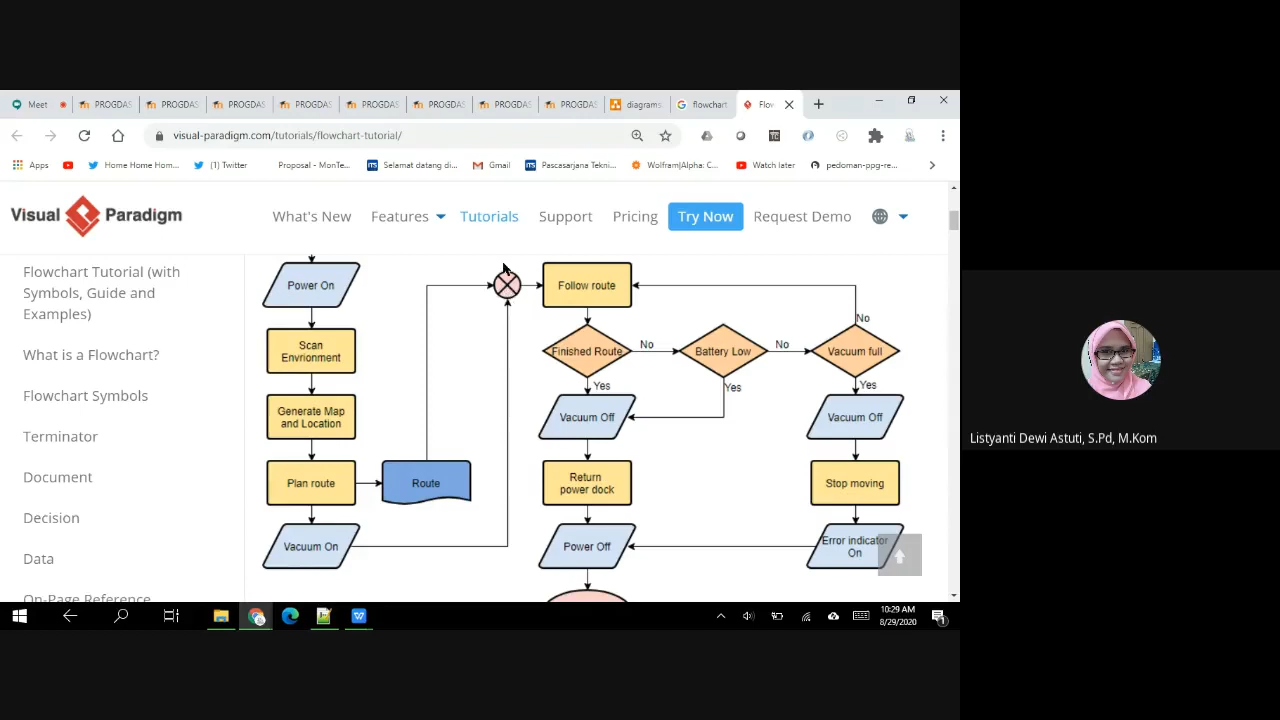 Meet
PROGDAS
PROGDAS
PROGDAS
PROGDAS
PROGDAS
PROGDAS
PROGDAS
PROGDAS
diagrams
flowchart
Flow
visual-paradigm.com/tutorials/flowchart-tutorial/
Apps
Home Home Hom...
(1) Twitter
Proposal - MonTe...
Selamat datang di...
Gmail
Pascasarjana Tekni...
Wolfram|Alpha: C...
Watch later
pedoman-ppg-re...
Visual Paradigm
What's New
Features
Tutorials
Support
Pricing
Try Now
Request Demo
Flowchart Tutorial (with
Symbols, Guide and
Examples)
What is a Flowchart?
Flowchart Symbols
Terminator
Document
Decision
Data
On-Page Reference
Power On
Scan
Envrionment
Generate Map
and Location
Plan route
Route
Vacuum On
Follow route
Finished Route
No
Battery Low
No
Vacuum full
No
Yes
Yes
Yes
Vacuum Off
Vacuum Off
Return
power dock
Stop moving
Power Off
Error indicator
On
Listyanti Dewi Astuti, S.Pd, M.Kom
10:29 AM
8/29/2020
1